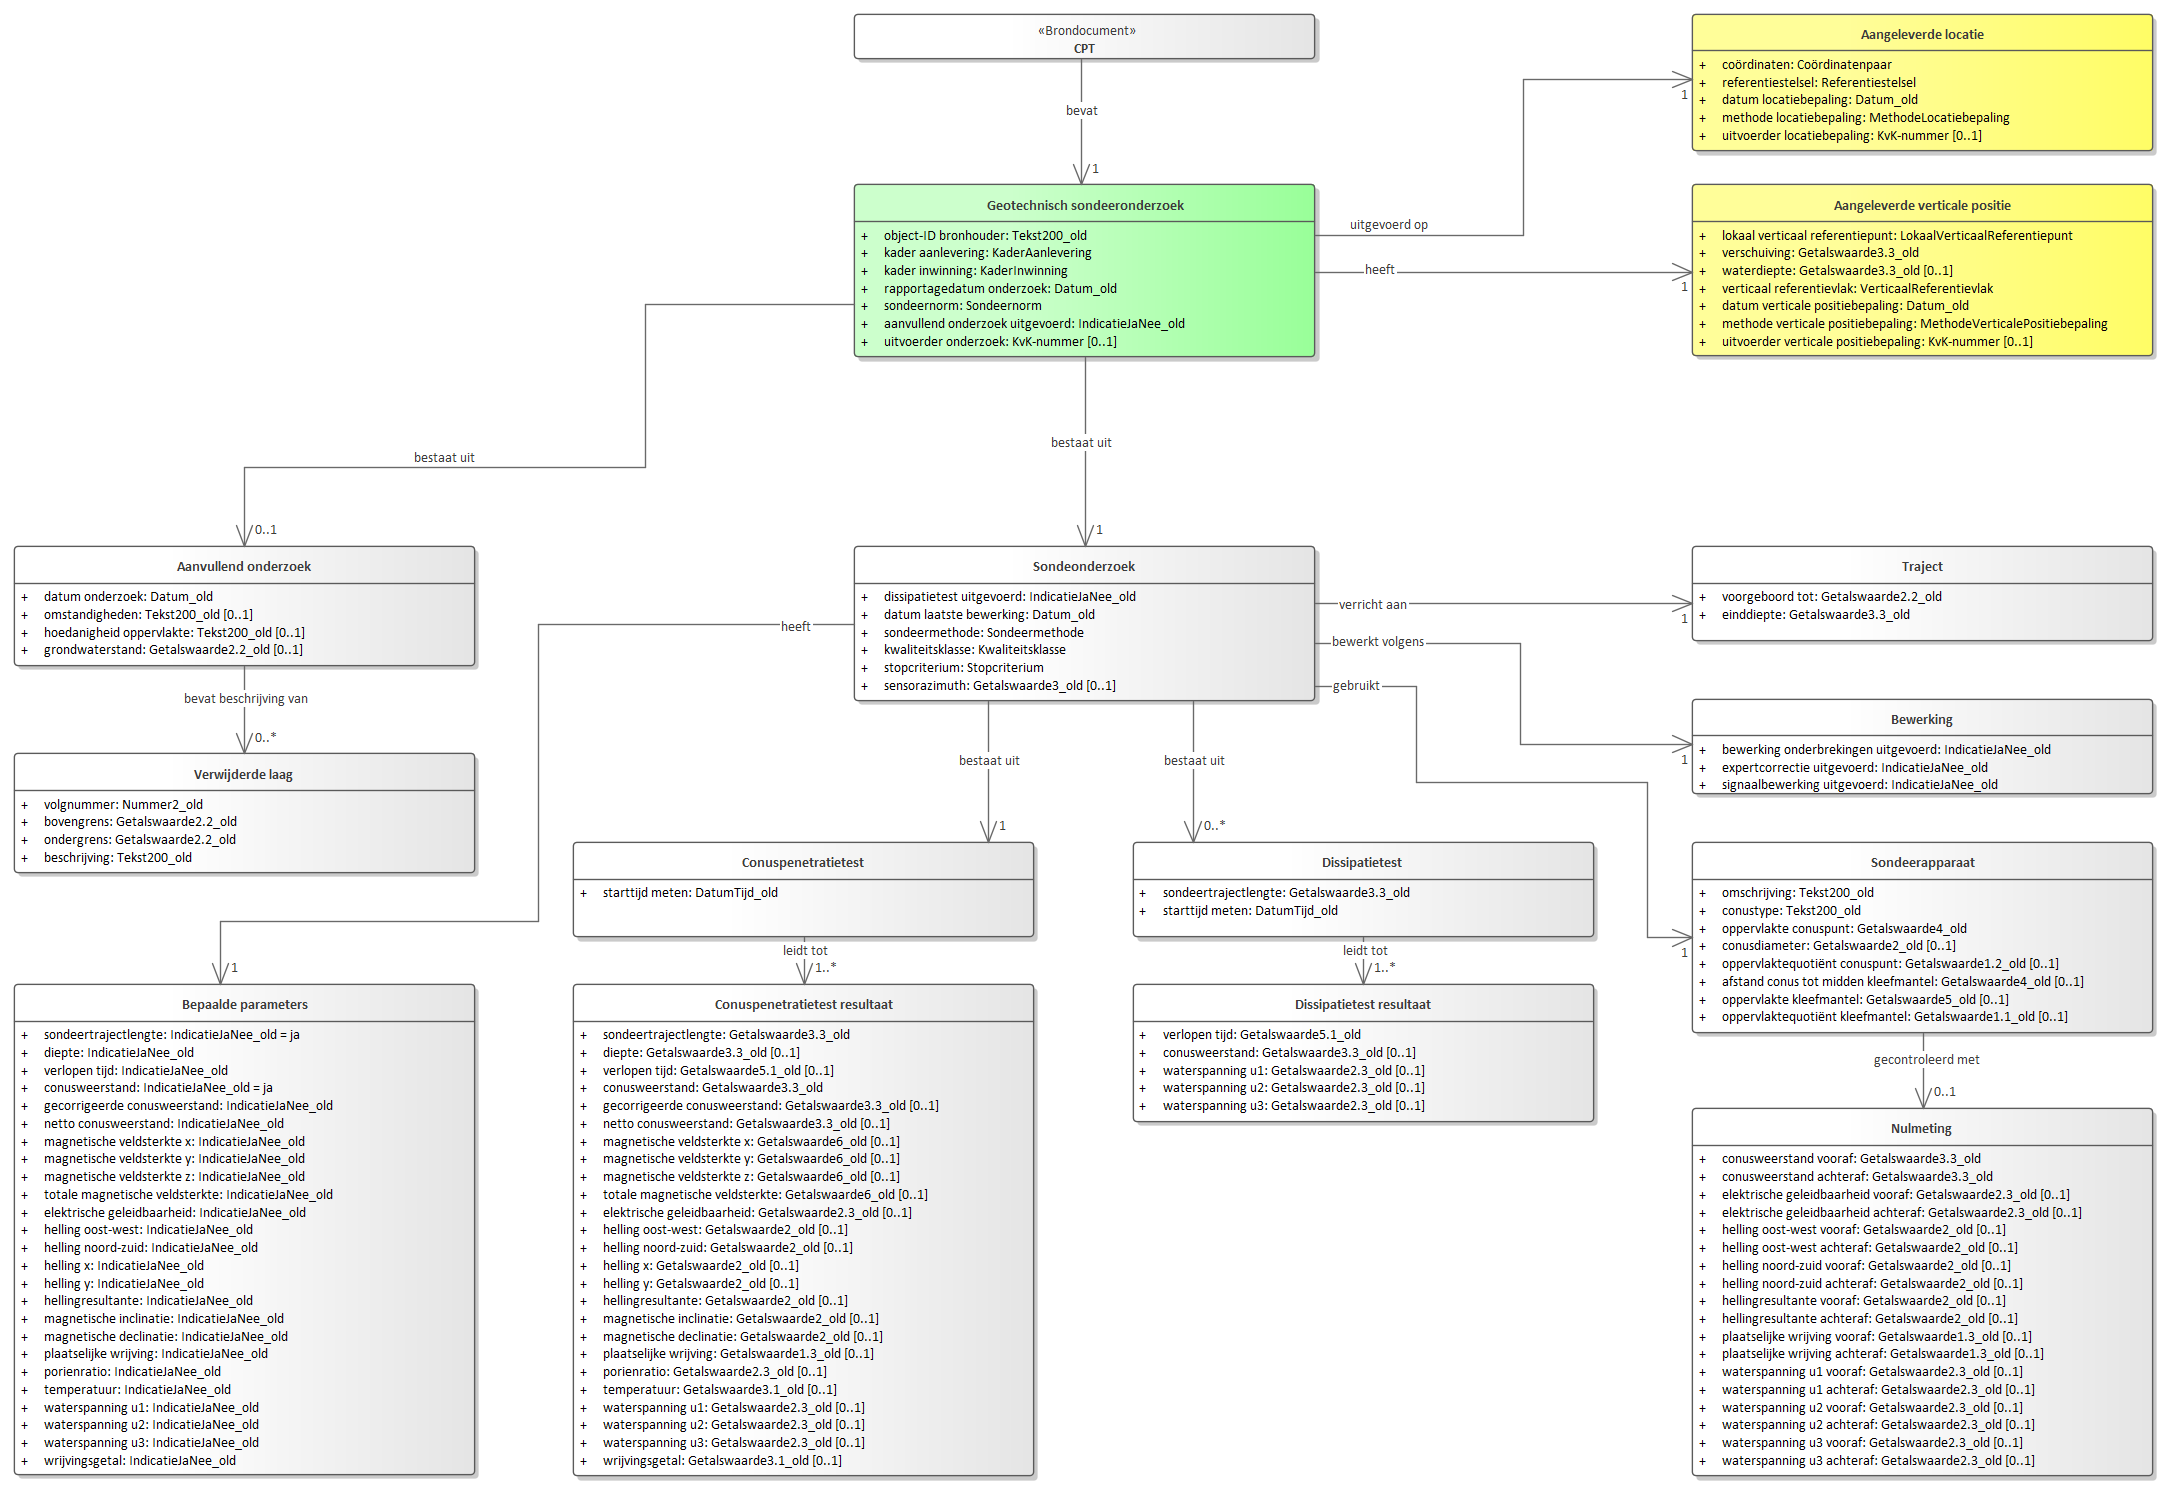 «Brondocument»
CPT
bevat
1
Aangeleverde locatie
+ coördinaten: Coördinatenpaar
+ referentiestelsel: Referentiestelsel
+ datum locatiebepaling: Datum_old
+ methode locatiebepaling: MethodeLocatiebepaling
+ uitvoerder locatiebepaling: KvK-nummer [0..1]
1
Geotechnisch sondeeronderzoek
+ object-ID bronhouder: Tekst200_old
+ kader aanlevering: KaderAanlevering
+ kader inwinning: KaderInwinning
+ rapportagedatum onderzoek: Datum_old
+ sondeernorm: Sondeernorm
+ aanvullend onderzoek uitgevoerd: IndicatieJaNee_old
+ uitvoerder onderzoek: KvK-nummer [0..1]
uitgevoerd op
heeft
1
Aangeleverde verticale positie
+ lokaal verticaal referentiepunt: LokaalVerticaalReferentiepunt
+ verschuiving: Getalswaarde3.3_old
+ waterdiepte: Getalswaarde3.3_old [0..1]
+ verticaal referentievlak: VerticaalReferentievlak
+ datum verticale positiebepaling: Datum_old
+ methode verticale positiebepaling: MethodeVerticalePositiebepaling
+ uitvoerder verticale positiebepaling: KvK-nummer [0..1]
bestaat uit
0..1
bestaat uit
1
Aanvullend onderzoek
+ datum onderzoek: Datum_old
+ omstandigheden: Tekst200_old [0..1]
+ hoedanigheid oppervlakte: Tekst200_old [0..1]
+ grondwaterstand: Getalswaarde2.2_old [0..1]
bevat beschrijving van
0..*
Verwijderde laag
+ volgnummer: Nummer2_old
+ bovengrens: Getalswaarde2.2_old
+ ondergrens: Getalswaarde2.2_old
+ beschrijving: Tekst200_old
Sondeonderzoek
+ dissipatietest uitgevoerd: IndicatieJaNee_old
+ datum laatste bewerking: Datum_old
+ sondeermethode: Sondeermethode
+ kwaliteitsklasse: Kwaliteitsklasse
+ stopcriterium: Stopcriterium
+ sensorazimuth: Getalswaarde3_old [0..1]
heeft
1
verricht aan
1
bewerkt volgens
1
gebruikt
1
Traject
+ voorgeboord tot: Getalswaarde2.2_old
+ einddiepte: Getalswaarde3.3_old
Bewerking
+ bewerking onderbrekingen uitgevoerd: IndicatieJaNee_old
+ expertcorrectie uitgevoerd: IndicatieJaNee_old
+ signaalbewerking uitgevoerd: IndicatieJaNee_old
bestaat uit
1
bestaat uit
0..*
Conuspenetratietest
+ starttijd meten: DatumTijd_old
leidt tot
1..*
Dissipatietest
+ sondeertrajectlengte: Getalswaarde3.3_old
+ starttijd meten: DatumTijd_old
leidt tot
1..*
Sondeerapparaat
+ omschrijving: Tekst200_old
+ conustype: Tekst200_old
+ oppervlakte conuspunt: Getalswaarde4_old
+ conusdiameter: Getalswaarde2_old [0..1]
+ oppervlaktequotiënt conuspunt: Getalswaarde1.2_old [0..1]
+ afstand conus tot midden kleefmantel: Getalswaarde4_old [0..1]
+ oppervlakte kleefmantel: Getalswaarde5_old [0..1]
+ oppervlaktequotiënt kleefmantel: Getalswaarde1.1_old [0..1]
gecontroleerd met
0..1
Bepaalde parameters
+ sondeertrajectlengte: IndicatieJaNee_old = ja
+ diepte: IndicatieJaNee_old
+ verlopen tijd: IndicatieJaNee_old
+ conusweerstand: IndicatieJaNee_old = ja
+ gecorrigeerde conusweerstand: IndicatieJaNee_old
+ netto conusweerstand: IndicatieJaNee_old
+ magnetische veldsterkte x: IndicatieJaNee_old
+ magnetische veldsterkte y: IndicatieJaNee_old
+ magnetische veldsterkte z: IndicatieJaNee_old
+ totale magnetische veldsterkte: IndicatieJaNee_old
+ elektrische geleidbaarheid: IndicatieJaNee_old
+ helling oost-west: IndicatieJaNee_old
+ helling noord-zuid: IndicatieJaNee_old
+ helling x: IndicatieJaNee_old
+ helling y: IndicatieJaNee_old
+ hellingresultante: IndicatieJaNee_old
+ magnetische inclinatie: IndicatieJaNee_old
+ magnetische declinatie: IndicatieJaNee_old
+ plaatselijke wrijving: IndicatieJaNee_old
+ porienratio: IndicatieJaNee_old
+ temperatuur: IndicatieJaNee_old
+ waterspanning u1: IndicatieJaNee_old
+ waterspanning u2: IndicatieJaNee_old
+ waterspanning u3: IndicatieJaNee_old
+ wrijvingsgetal: IndicatieJaNee_old
Conuspenetratietest resultaat
+ sondeertrajectlengte: Getalswaarde3.3_old
+ diepte: Getalswaarde3.3_old [0..1]
+ verlopen tijd: Getalswaarde5.1_old [0..1]
+ conusweerstand: Getalswaarde3.3_old
+ gecorrigeerde conusweerstand: Getalswaarde3.3_old [0..1]
+ netto conusweerstand: Getalswaarde3.3_old [0..1]
+ magnetische veldsterkte x: Getalswaarde6_old [0..1]
+ magnetische veldsterkte y: Getalswaarde6_old [0..1]
+ magnetische veldsterkte z: Getalswaarde6_old [0..1]
+ totale magnetische veldsterkte: Getalswaarde6_old [0..1]
+ elektrische geleidbaarheid: Getalswaarde2.3_old [0..1]
+ helling oost-west: Getalswaarde2_old [0..1]
+ helling noord-zuid: Getalswaarde2_old [0..1]
+ helling x: Getalswaarde2_old [0..1]
+ helling y: Getalswaarde2_old [0..1]
+ hellingresultante: Getalswaarde2_old [0..1]
+ magnetische inclinatie: Getalswaarde2_old [0..1]
+ magnetische declinatie: Getalswaarde2_old [0..1]
+ plaatselijke wrijving: Getalswaarde1.3_old [0..1]
+ porienratio: Getalswaarde2.3_old [0..1]
+ temperatuur: Getalswaarde3.1_old [0..1]
+ waterspanning u1: Getalswaarde2.3_old [0..1]
+ waterspanning u2: Getalswaarde2.3_old [0..1]
+ waterspanning u3: Getalswaarde2.3_old [0..1]
+ wrijvingsgetal: Getalswaarde3.1_old [0..1]
Dissipatietest resultaat
+ verlopen tijd: Getalswaarde5.1_old
+ conusweerstand: Getalswaarde3.3_old [0..1]
+ waterspanning u1: Getalswaarde2.3_old [0..1]
+ waterspanning u2: Getalswaarde2.3_old [0..1]
+ waterspanning u3: Getalswaarde2.3_old [0..1]
Nulmeting
+ conusweerstand vooraf: Getalswaarde3.3_old
+ conusweerstand achteraf: Getalswaarde3.3_old
+ elektrische geleidbaarheid vooraf: Getalswaarde2.3_old [0..1]
+ elektrische geleidbaarheid achteraf: Getalswaarde2.3_old [0..1]
+ helling oost-west vooraf: Getalswaarde2_old [0..1]
+ helling oost-west achteraf: Getalswaarde2_old [0..1]
+ helling noord-zuid vooraf: Getalswaarde2_old [0..1]
+ helling noord-zuid achteraf: Getalswaarde2_old [0..1]
+ hellingresultante vooraf: Getalswaarde2_old [0..1]
+ hellingresultante achteraf: Getalswaarde2_old [0..1]
+ plaatselijke wrijving vooraf: Getalswaarde1.3_old [0..1]
+ plaatselijke wrijving achteraf: Getalswaarde1.3_old [0..1]
+ waterspanning u1 vooraf: Getalswaarde2.3_old [0..1]
+ waterspanning u1 achteraf: Getalswaarde2.3_old [0..1]
+ waterspanning u2 vooraf: Getalswaarde2.3_old [0..1]
+ waterspanning u2 achteraf: Getalswaarde2.3_old [0..1]
+ waterspanning u3 vooraf: Getalswaarde2.3_old [0..1]
+ waterspanning u3 achteraf: Getalswaarde2.3_old [0..1]